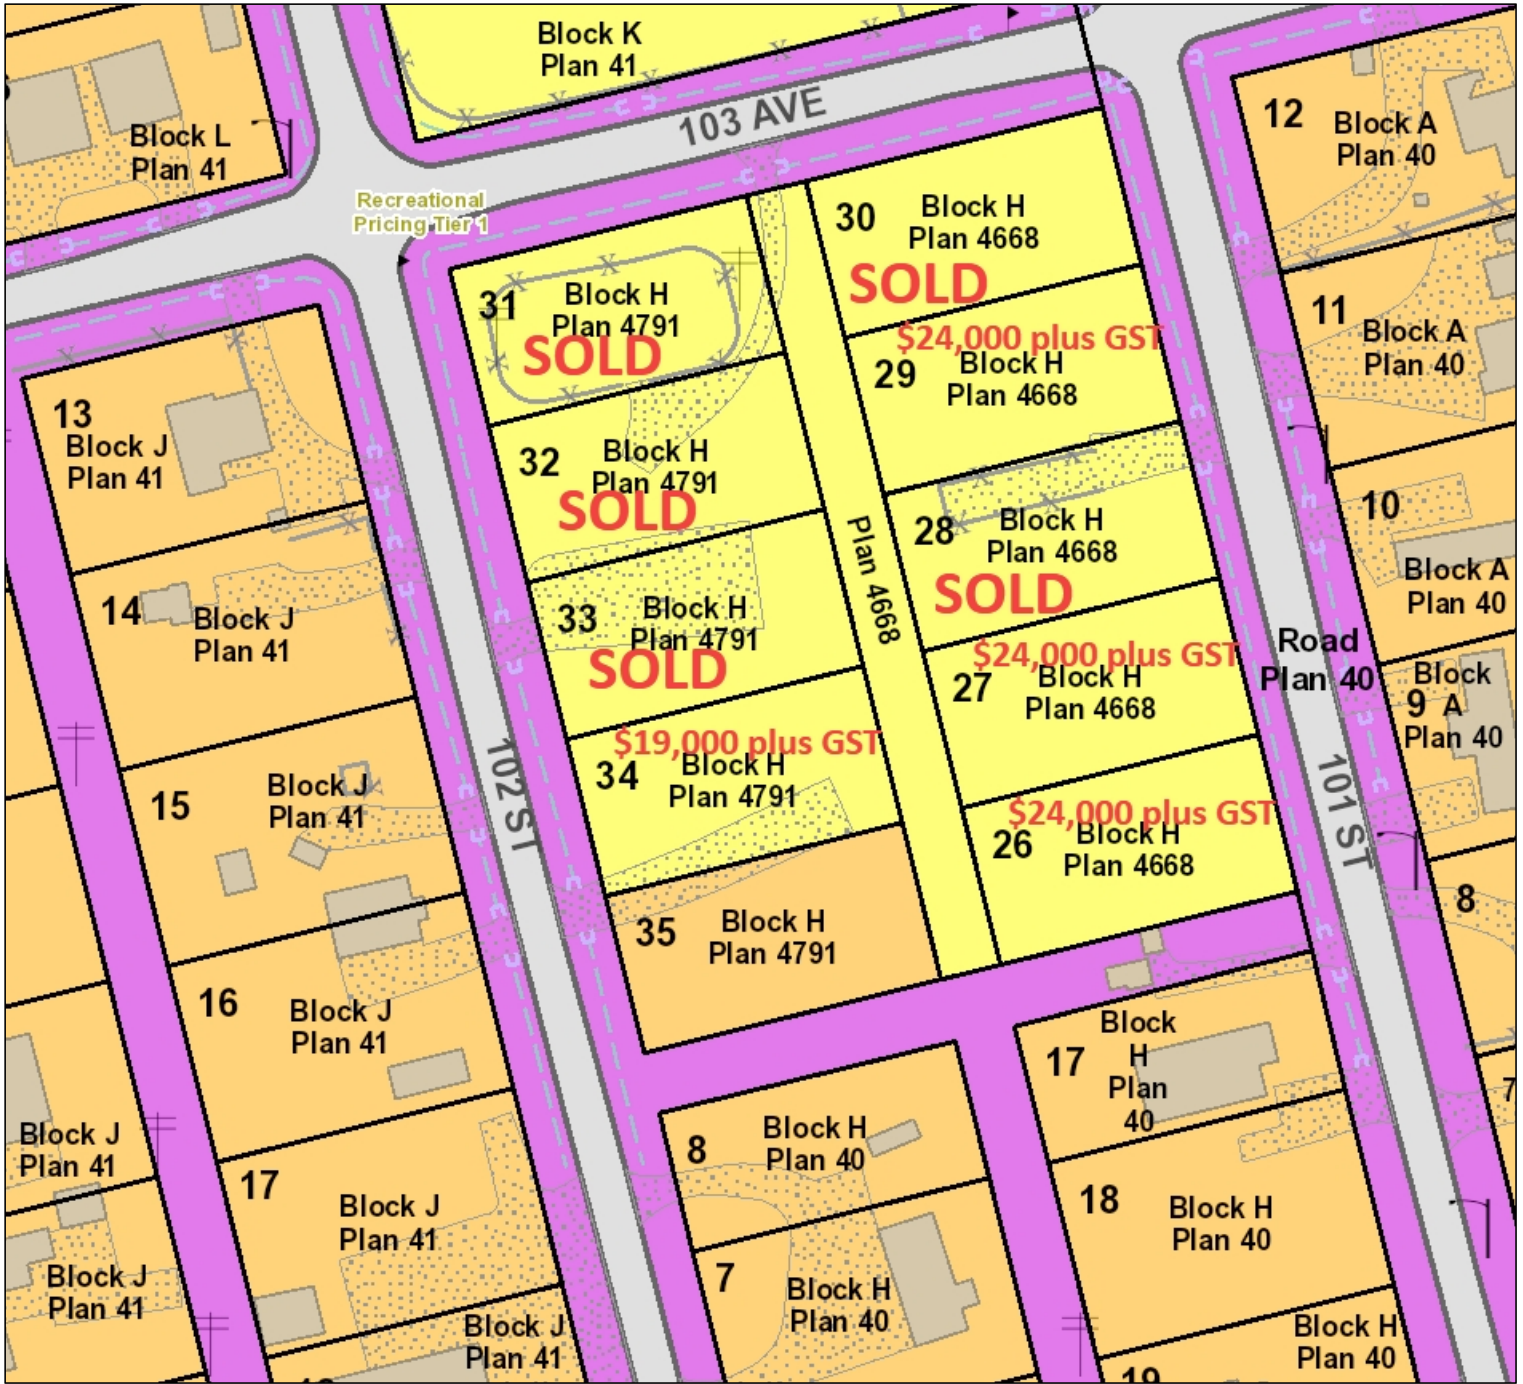 Block K
Plan 41
103 AVE
Block L
Plan 41
Recreational
Pricing Tier 1
12
Block A
Plan 40
30
Block H
Plan 4668
SOLD
31
Block H
Plan 4791
SOLD
11
Block A
Plan 40
$24,000 plus GST
29
Block H
Plan 4668
13
Block J
Plan 41
32
Block H
Plan 4791
SOLD
28
Block H
Plan 4668
SOLD
10
Block A
Plan 40
Plan 4668
14
Block J
Plan 41
33
Block H
Plan 4791
SOLD
$24,000 plus GST
27
Block H
Plan 4668
Road
Plan 40
9
Block
A
Plan 40
$19,000 plus GST
34
Block H
Plan 4791
102 ST
101 ST
15
Block J
Plan 41
$24,000 plus GST
26
Block H
Plan 4668
8
35
Block H
Plan 4791
16
Block J
Plan 41
17
Block
H
Plan
40
7
Block J
Plan 41
8
Block H
Plan 40
17
Block J
Plan 41
18
Block H
Plan 40
Block J
Plan 41
7
Block H
Plan 40
Block J
Plan 41
Block H
Plan 40
19